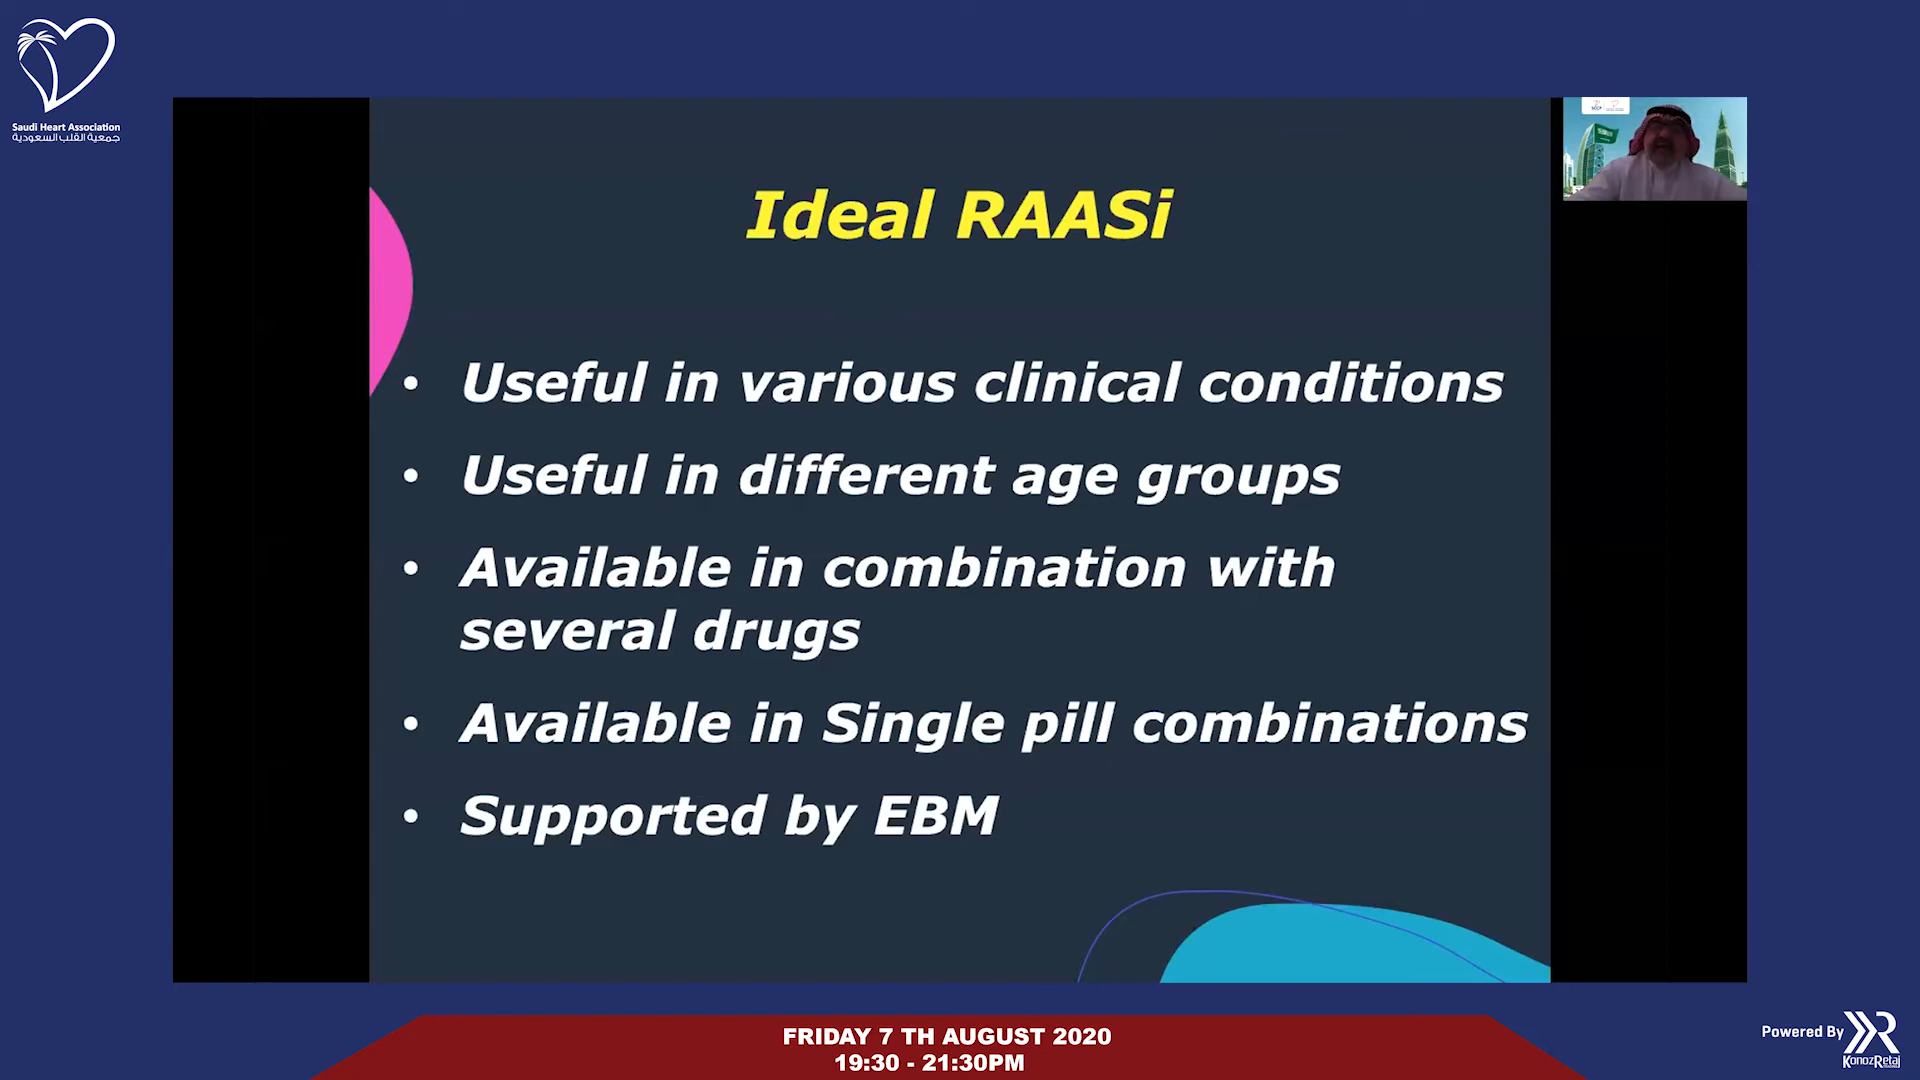 Saudi Heart Association
جمعية القلب السعودية
Ideal RAASi
• Useful in various clinical conditions
• Useful in different age groups
• Available in combination with
several drugs
• Available in Single pill combinations
• Supported by EBM
FRIDAY 7 TH AUGUST 2020
19:30 - 21:30PM
Powered By
KonozRetaj